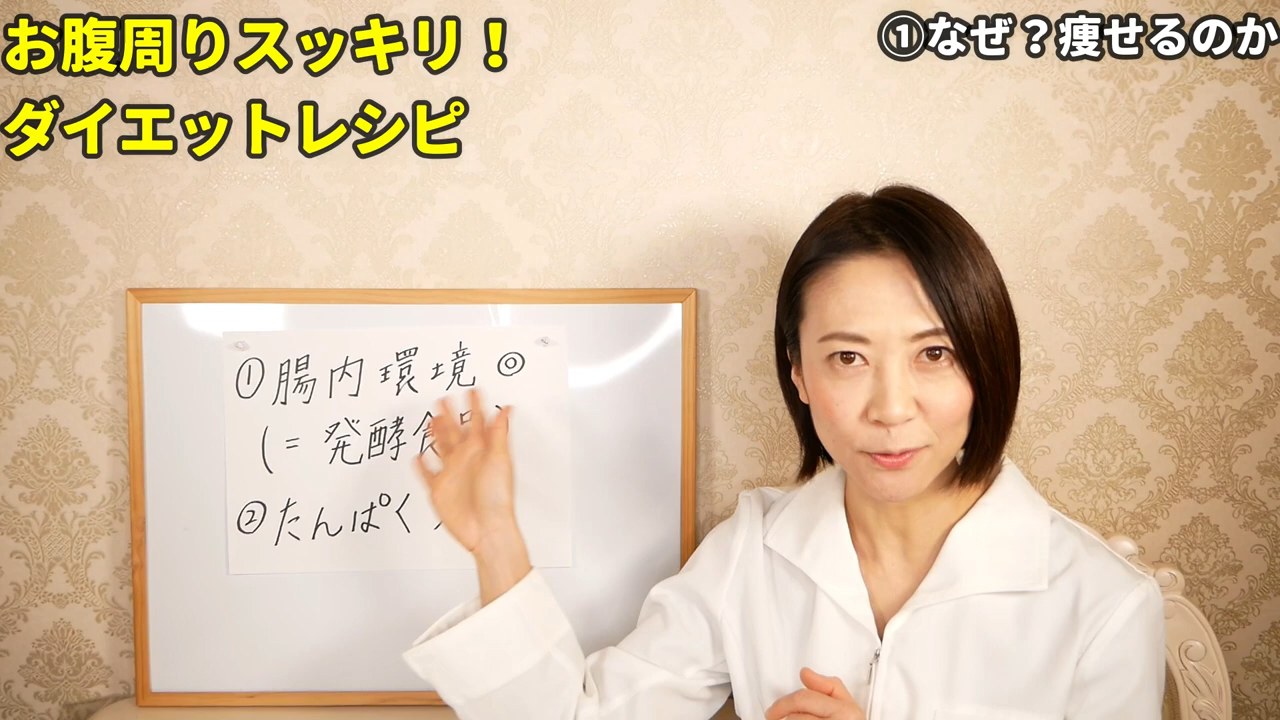 お腹周りスッキリ！
ダイエットレシピ
①なぜ？痩せるのか
①腸内環境◎
(= 発酵食品)
②たんぱく